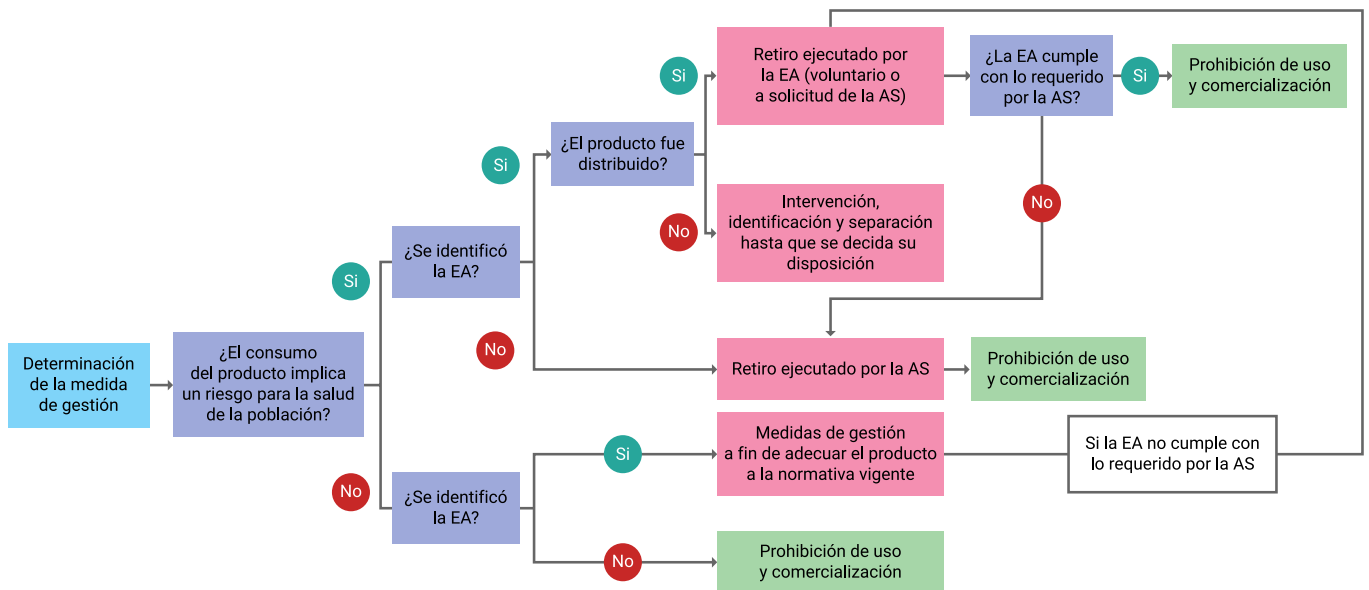 Determinación
de la medida
de gestión
¿El consumo
del producto implica
un riesgo para la salud
de la población?
Si
¿Se identificó
la EA?
Si
¿El producto fue
distribuido?
Si
Retiro ejecutado por
la EA (voluntario o
a solicitud de la AS)
¿La EA cumple
con lo requerido
por la AS?
Si
Prohibición de uso
y comercialización
No
No
Intervención,
identificación y separación
hasta que se decida su
disposición
No
Retiro ejecutado por la AS
Prohibición de uso
y comercialización
No
¿Se identificó
la EA?
Si
Medidas de gestión
a fin de adecuar el producto
a la normativa vigente
Si la EA no cumple con
lo requerido por la AS
No
Prohibición de uso
y comercialización